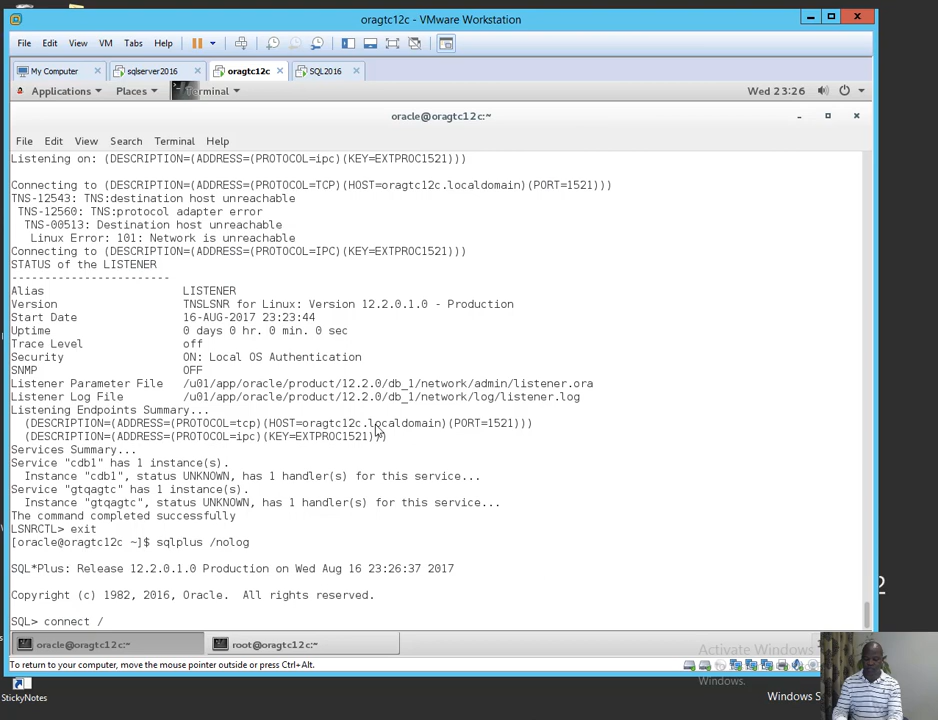 oragtc12c - VMware Workstation
File Edit View VM Tabs Help
My Computer sqlserver2016 oragtc12c SQL2016
Applications Places Terminal Wed 23:26
oracle@oragtc12c:~
File Edit View Search Terminal Help
Listening on: (DESCRIPTION=(ADDRESS=(PROTOCOL=ipc)(KEY=EXTPROC1521)))
Connecting to (DESCRIPTION=(ADDRESS=(PROTOCOL=TCP)(HOST=oragtc12c.localdomain)(PORT=1521)))
TNS-12543: TNS:destination host unreachable
TNS-12560: TNS:protocol adapter error
TNS-00513: Destination host unreachable
Linux Error: 101: Network is unreachable
Connecting to (DESCRIPTION=(ADDRESS=(PROTOCOL=IPC)(KEY=EXTPROC1521)))
STATUS of the LISTENER
------------------------
Alias LISTENER
Version TNSLSNR for Linux: Version 12.2.0.1.0 - Production
Start Date 16-AUG-2017 23:23:44
Uptime 0 days 0 hr. 0 min. 0 sec
Trace Level off
Security ON: Local OS Authentication
SNMP OFF
Listener Parameter File /u01/app/oracle/product/12.2.0/db_1/network/admin/listener.ora
Listener Log File /u01/app/oracle/product/12.2.0/db_1/network/log/listener.log
Listening Endpoints Summary...
(DESCRIPTION=(ADDRESS=(PROTOCOL=tcp)(HOST=oragtc12c.localdomain)(PORT=1521)))
(DESCRIPTION=(ADDRESS=(PROTOCOL=ipc)(KEY=EXTPROC1521)))
Services Summary...
Service "cdb1" has 1 instance(s).
Instance "cdb1", status UNKNOWN, has 1 handler(s) for this service...
Service "gtqagtc" has 1 instance(s).
Instance "gtqagtc", status UNKNOWN, has 1 handler(s) for this service...
The command completed successfully
LSNRCTL> exit
[oracle@oragtc12c ~]$ sqlplus /nolog
SQL*Plus: Release 12.2.0.1.0 Production on Wed Aug 16 23:26:37 2017
Copyright (c) 1982, 2016, Oracle. All rights reserved.
SQL> connect /
oracle@oragtc12c:~ root@oragtc12c:~
Activate Windows
To return to your computer, move the mouse pointer outside or press Ctrl+Alt.
Windows.
StickyNotes
Windows S